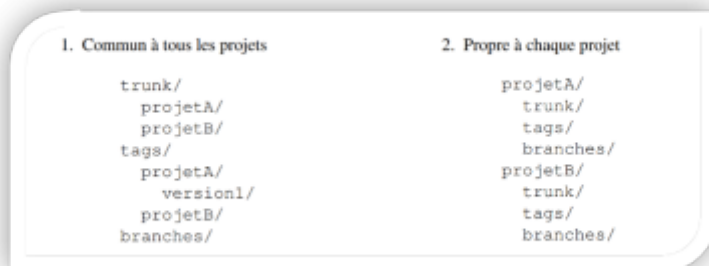 1. Commun à tous les projets
trunk/
projetA/
projetB/
tags/
projetA/
version1/
projetB/
branches/
2. Propre à chaque projet
projetA/
trunk/
tags/
branches/
projetB/
trunk/
tags/
branches/